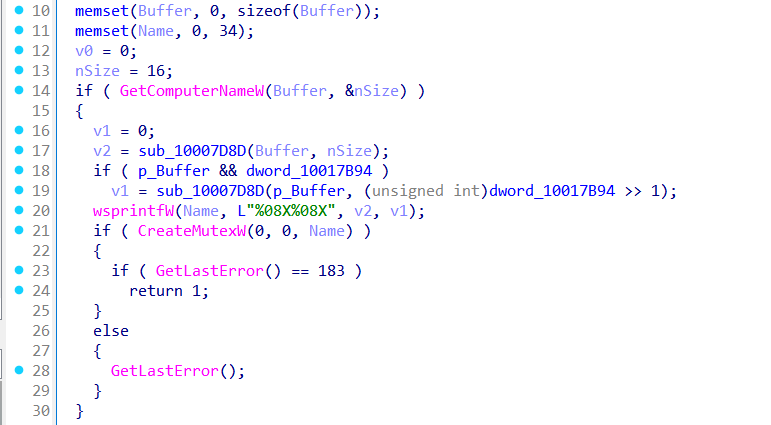 10 memset(Buffer, 0, sizeof(Buffer));
11 memset(Name, 0, 34);
12 v0 = 0;
13 nSize = 16;
14 if ( GetComputerNameW(Buffer, &nSize) )
15 {
16 v1 = 0;
17 v2 = sub_10007D8D(Buffer, nSize);
18 if ( p_Buffer && dword_10017B94 )
19 v1 = sub_10007D8D(p_Buffer, (unsigned int)dword_10017B94 >> 1);
20 wsprintfW(Name, L"%08X%08X", v2, v1);
21 if ( CreateMutexW(0, 0, Name) )
22 {
23 if ( GetLastError() == 183 )
24 return 1;
25 }
26 else
27 {
28 GetLastError();
29 }
30 }